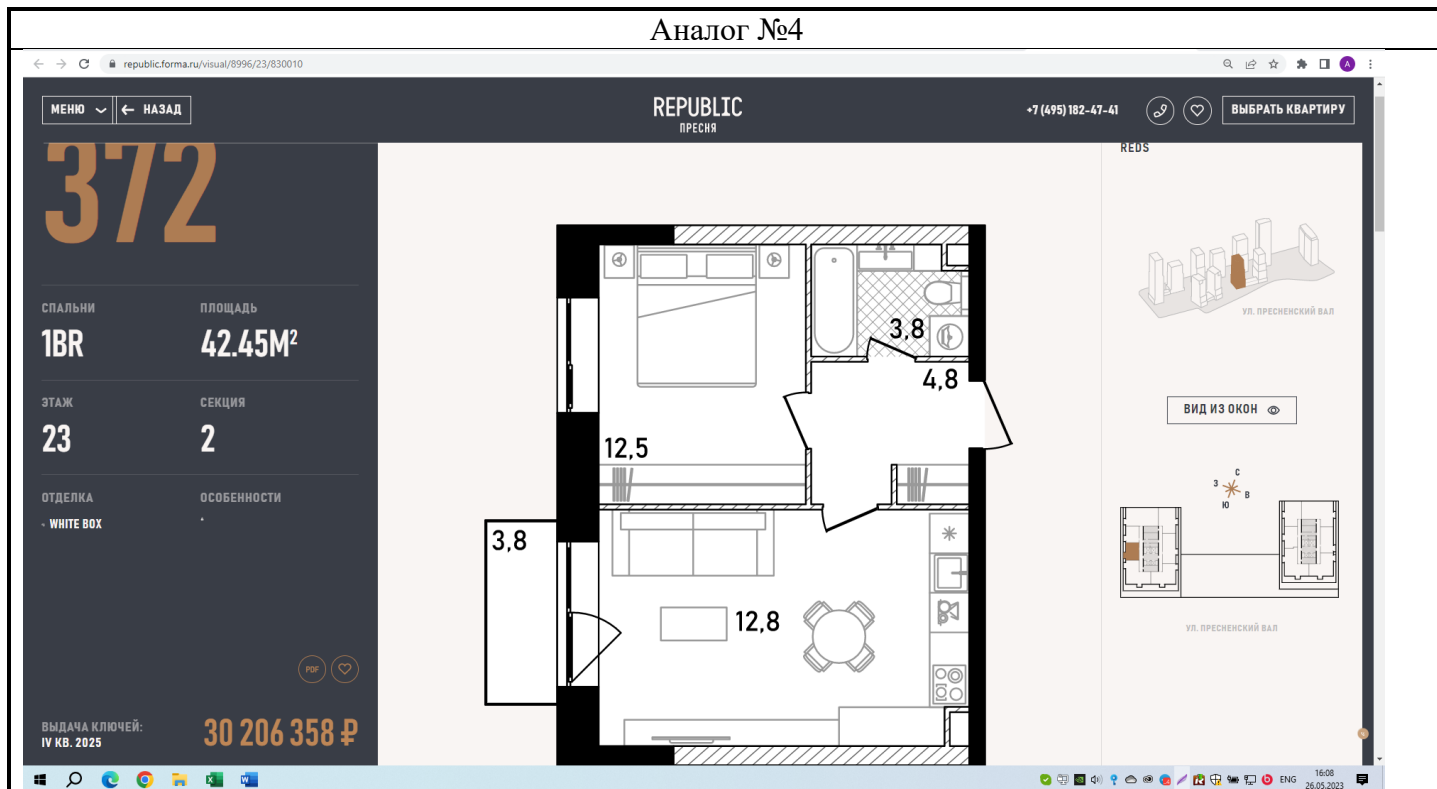 Аналог №4
republic.forma.ru/visual/8996/23/830010
A
МЕНЮ
НАЗАД
REPUBLIC
ПРЕСНЯ
+7 (495) 182-47-41
ВЫБРАТЬ КВАРТИРУ
372
СПАЛЬНИ
ПЛОЩАДЬ
1BR
42.45М²
ЭТАЖ
СЕКЦИЯ
23
2
ОТДЕЛКА
ОСОБЕННОСТИ
- WHITE BOX
PDF
ВЫДАЧА КЛЮЧЕЙ:
IV КВ. 2025
30 206 358 ₽
3,8
4,8
12,5
3,8
12,8
REDS
УЛ. ПРЕСНЕНСКИЙ ВАЛ
ВИД ИЗ ОКОН
С
З
В
Ю
УЛ. ПРЕСНЕНСКИЙ ВАЛ
ENG
16:08
26.05.2023